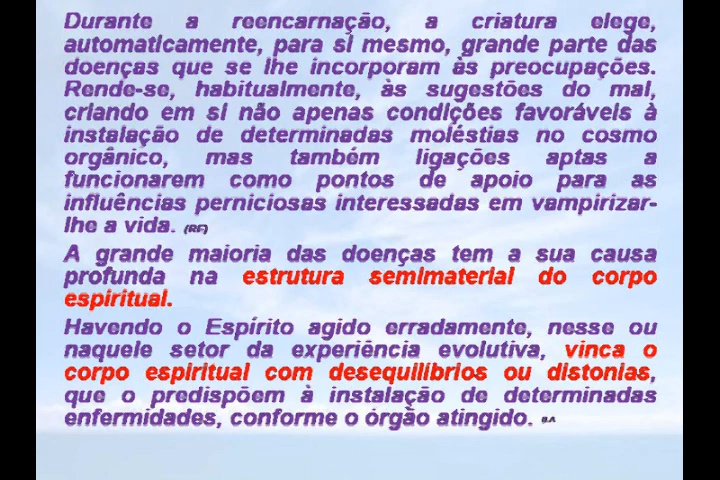 Durante a reencarnação, a criatura elege,
automaticamente, para si mesmo, grande parte das
doenças que se lhe incorporam às preocupações.
Rende-se, habitualmente, às sugestões do mal,
criando em si não apenas condições favoráveis à
instalação de determinadas moléstias no cosmo
orgânico, mas também ligações aptas a
funcionarem como pontos de apoio para as
influências perniciosas interessadas em vampirizar-
lhe a vida. (RE)
A grande maioria das doenças tem a sua causa
profunda na estrutura semimaterial do corpo
espiritual.
Havendo o Espírito agido erradamente, nesse ou
naquele setor da experiência evolutiva, vinca o
corpo espiritual com desequilíbrios ou distonias,
que o predispõem à instalação de determinadas
enfermidades, conforme o órgão atingido.